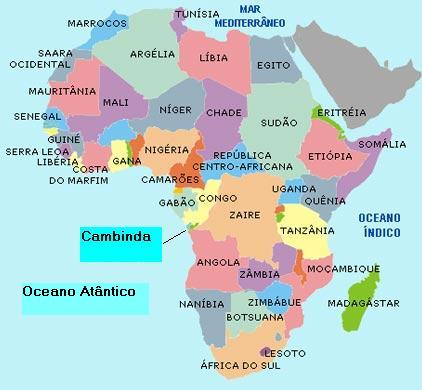 MAR
MEDITERRÂNEO
TUNÍSIA
MARROCOS
ARGÉLIA
LÍBIA
EGITO
SAARA
OCIDENTAL
MAURITÂNIA
MALI
NÍGER
CHADE
SUDÃO
ERITRÉIA
SENEGAL
GUINÉ
SERRA LEOA
LIBÉRIA
COSTA
DO MARFIM
GANA
NIGÉRIA
CAMARÕES
REPÚBLICA
CENTRO-AFRICANA
ETIÓPIA
SOMÁLIA
GABÃO
CONGO
ZAIRE
UGANDA
QUÊNIA
TANZÂNIA
OCEANO
ÍNDICO
Cambinda
ANGOLA
ZÂMBIA
MOÇAMBIQUE
Oceano Atântico
NANÍBIA
ZIMBÁBUE
BOTSUANA
MADAGÁSTAR
LESOTO
ÁFRICA DO SUL